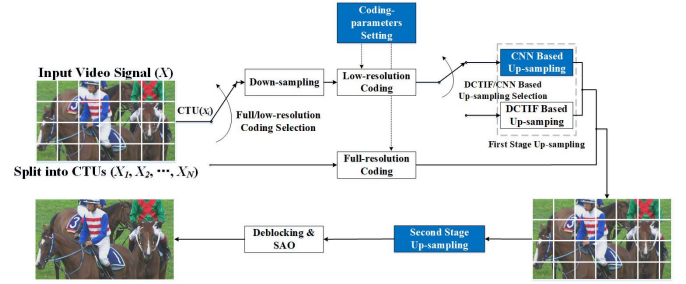 Coding-
parameters
Setting
Input Video Signal (X)
CTU(Xi)
Down-sampling
Low-resolution
Coding
CNN Based
Up-sampling
DCTIF/CNN Based
Up-sampling Selection
DCTIF Based
Up-samping
Full/low-resolution
Coding Selection
First Stage Up-sampling
Split into CTUs (X1, X2, ···, XN)
Full-resolution
Coding
3
Deblocking &
SAO
Second Stage
Up-sampling
3